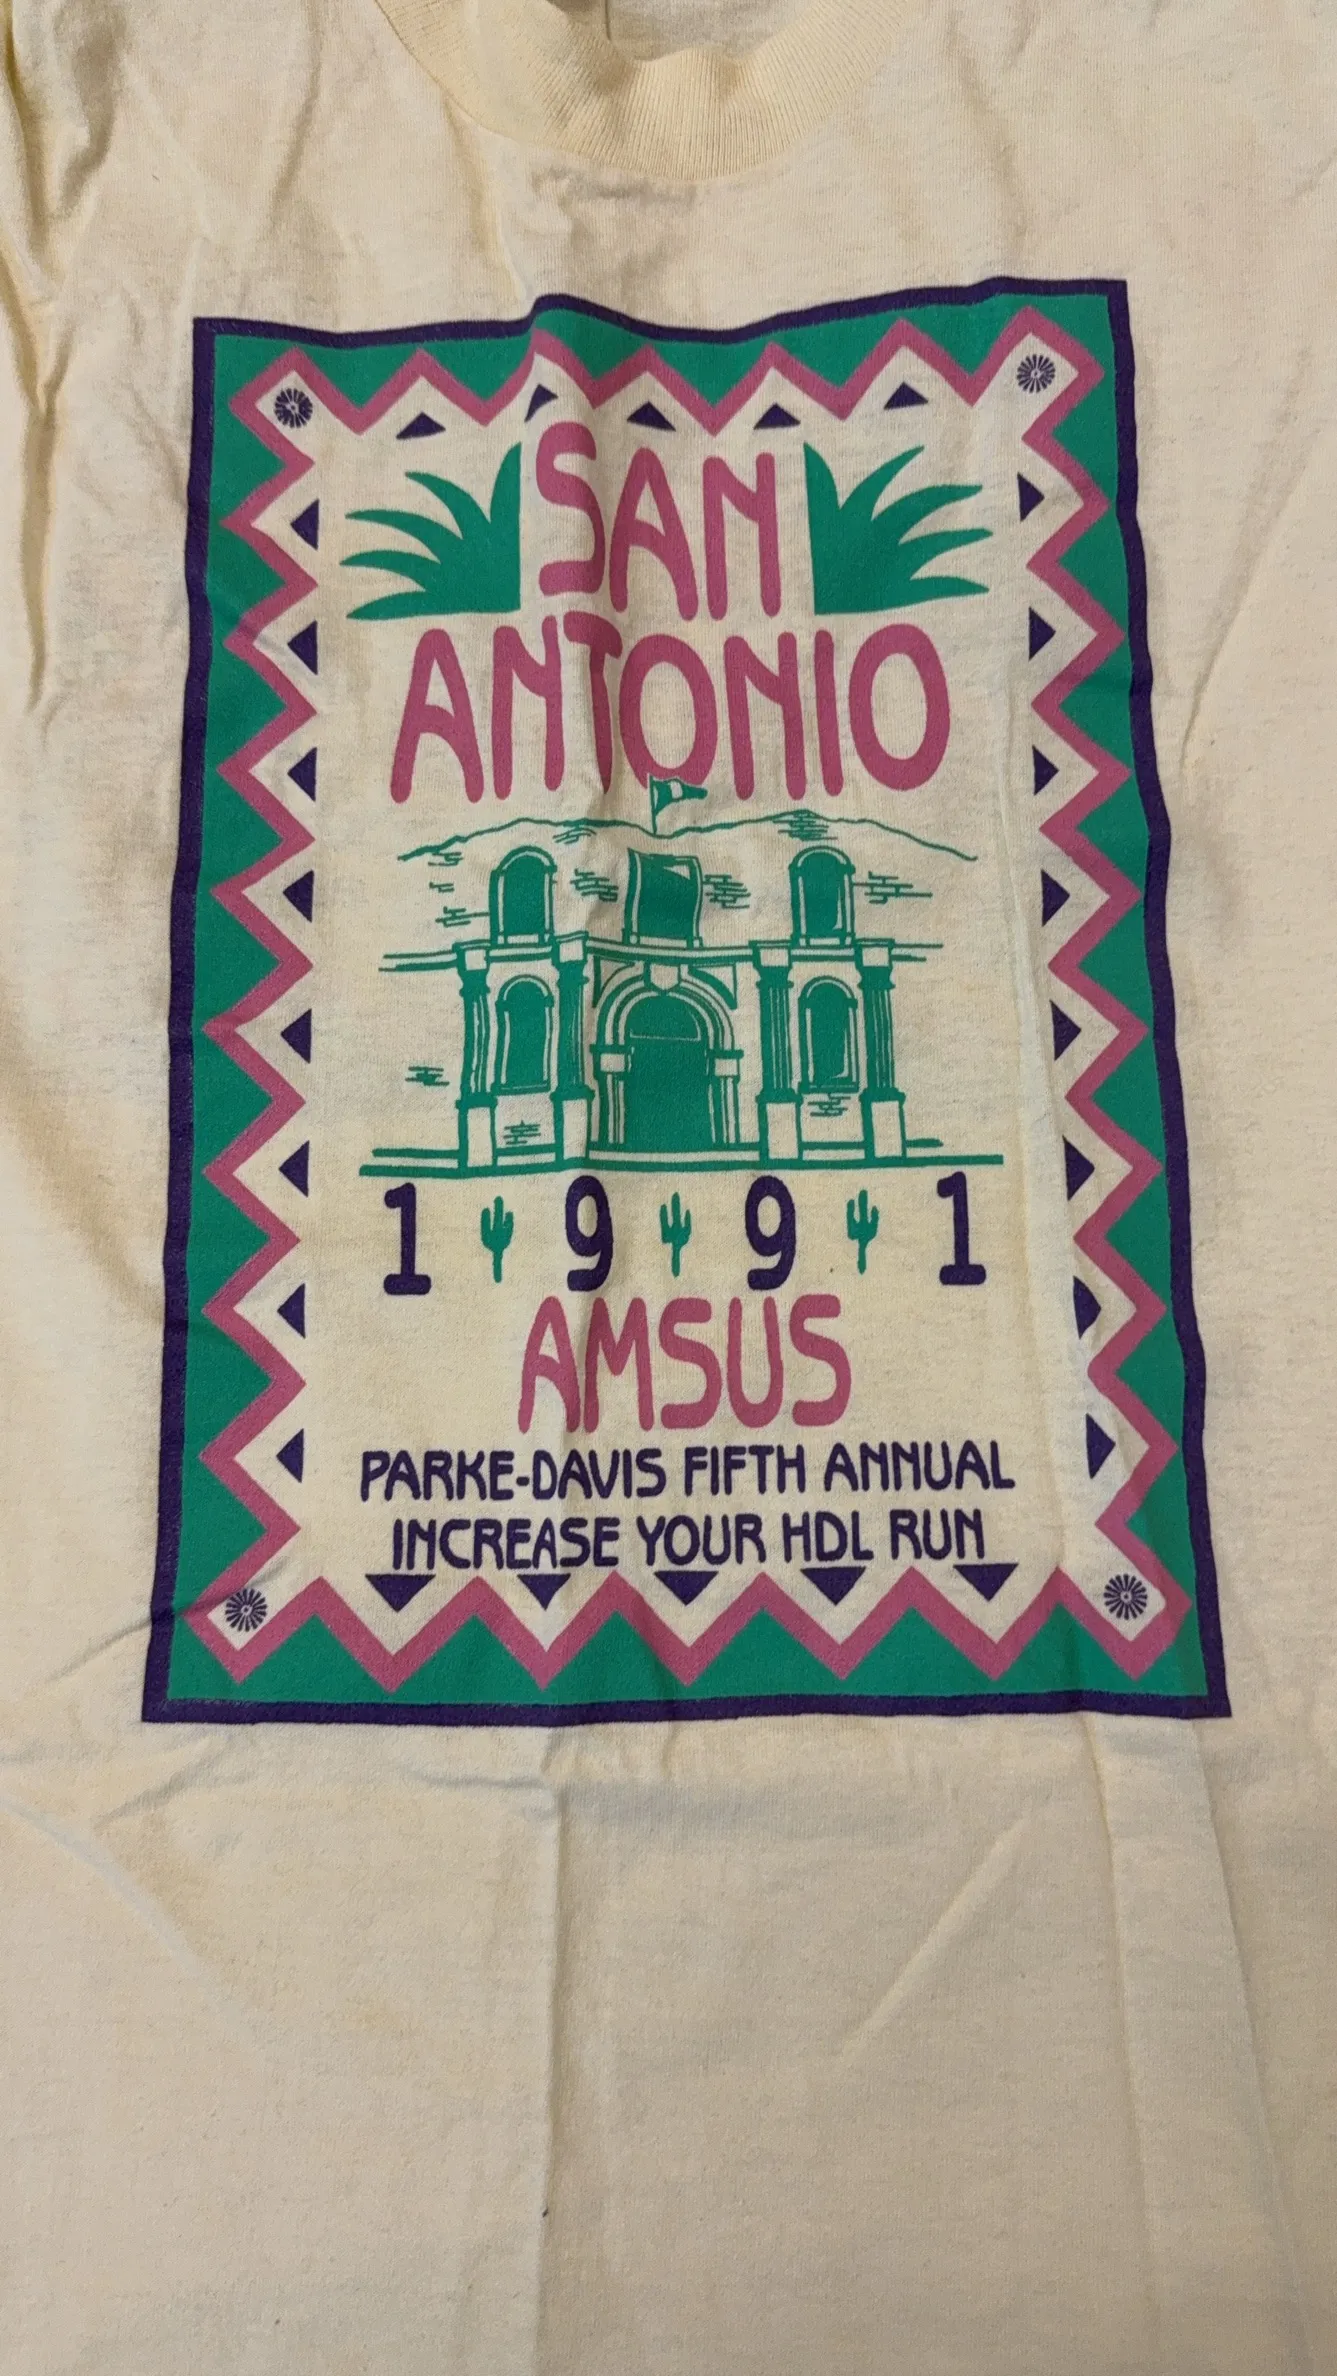 SAN
ANTONIO
1991
AMSUS
PARKE-DAVIS FIFTH ANNUAL
INCREASE YOUR HDL RUN